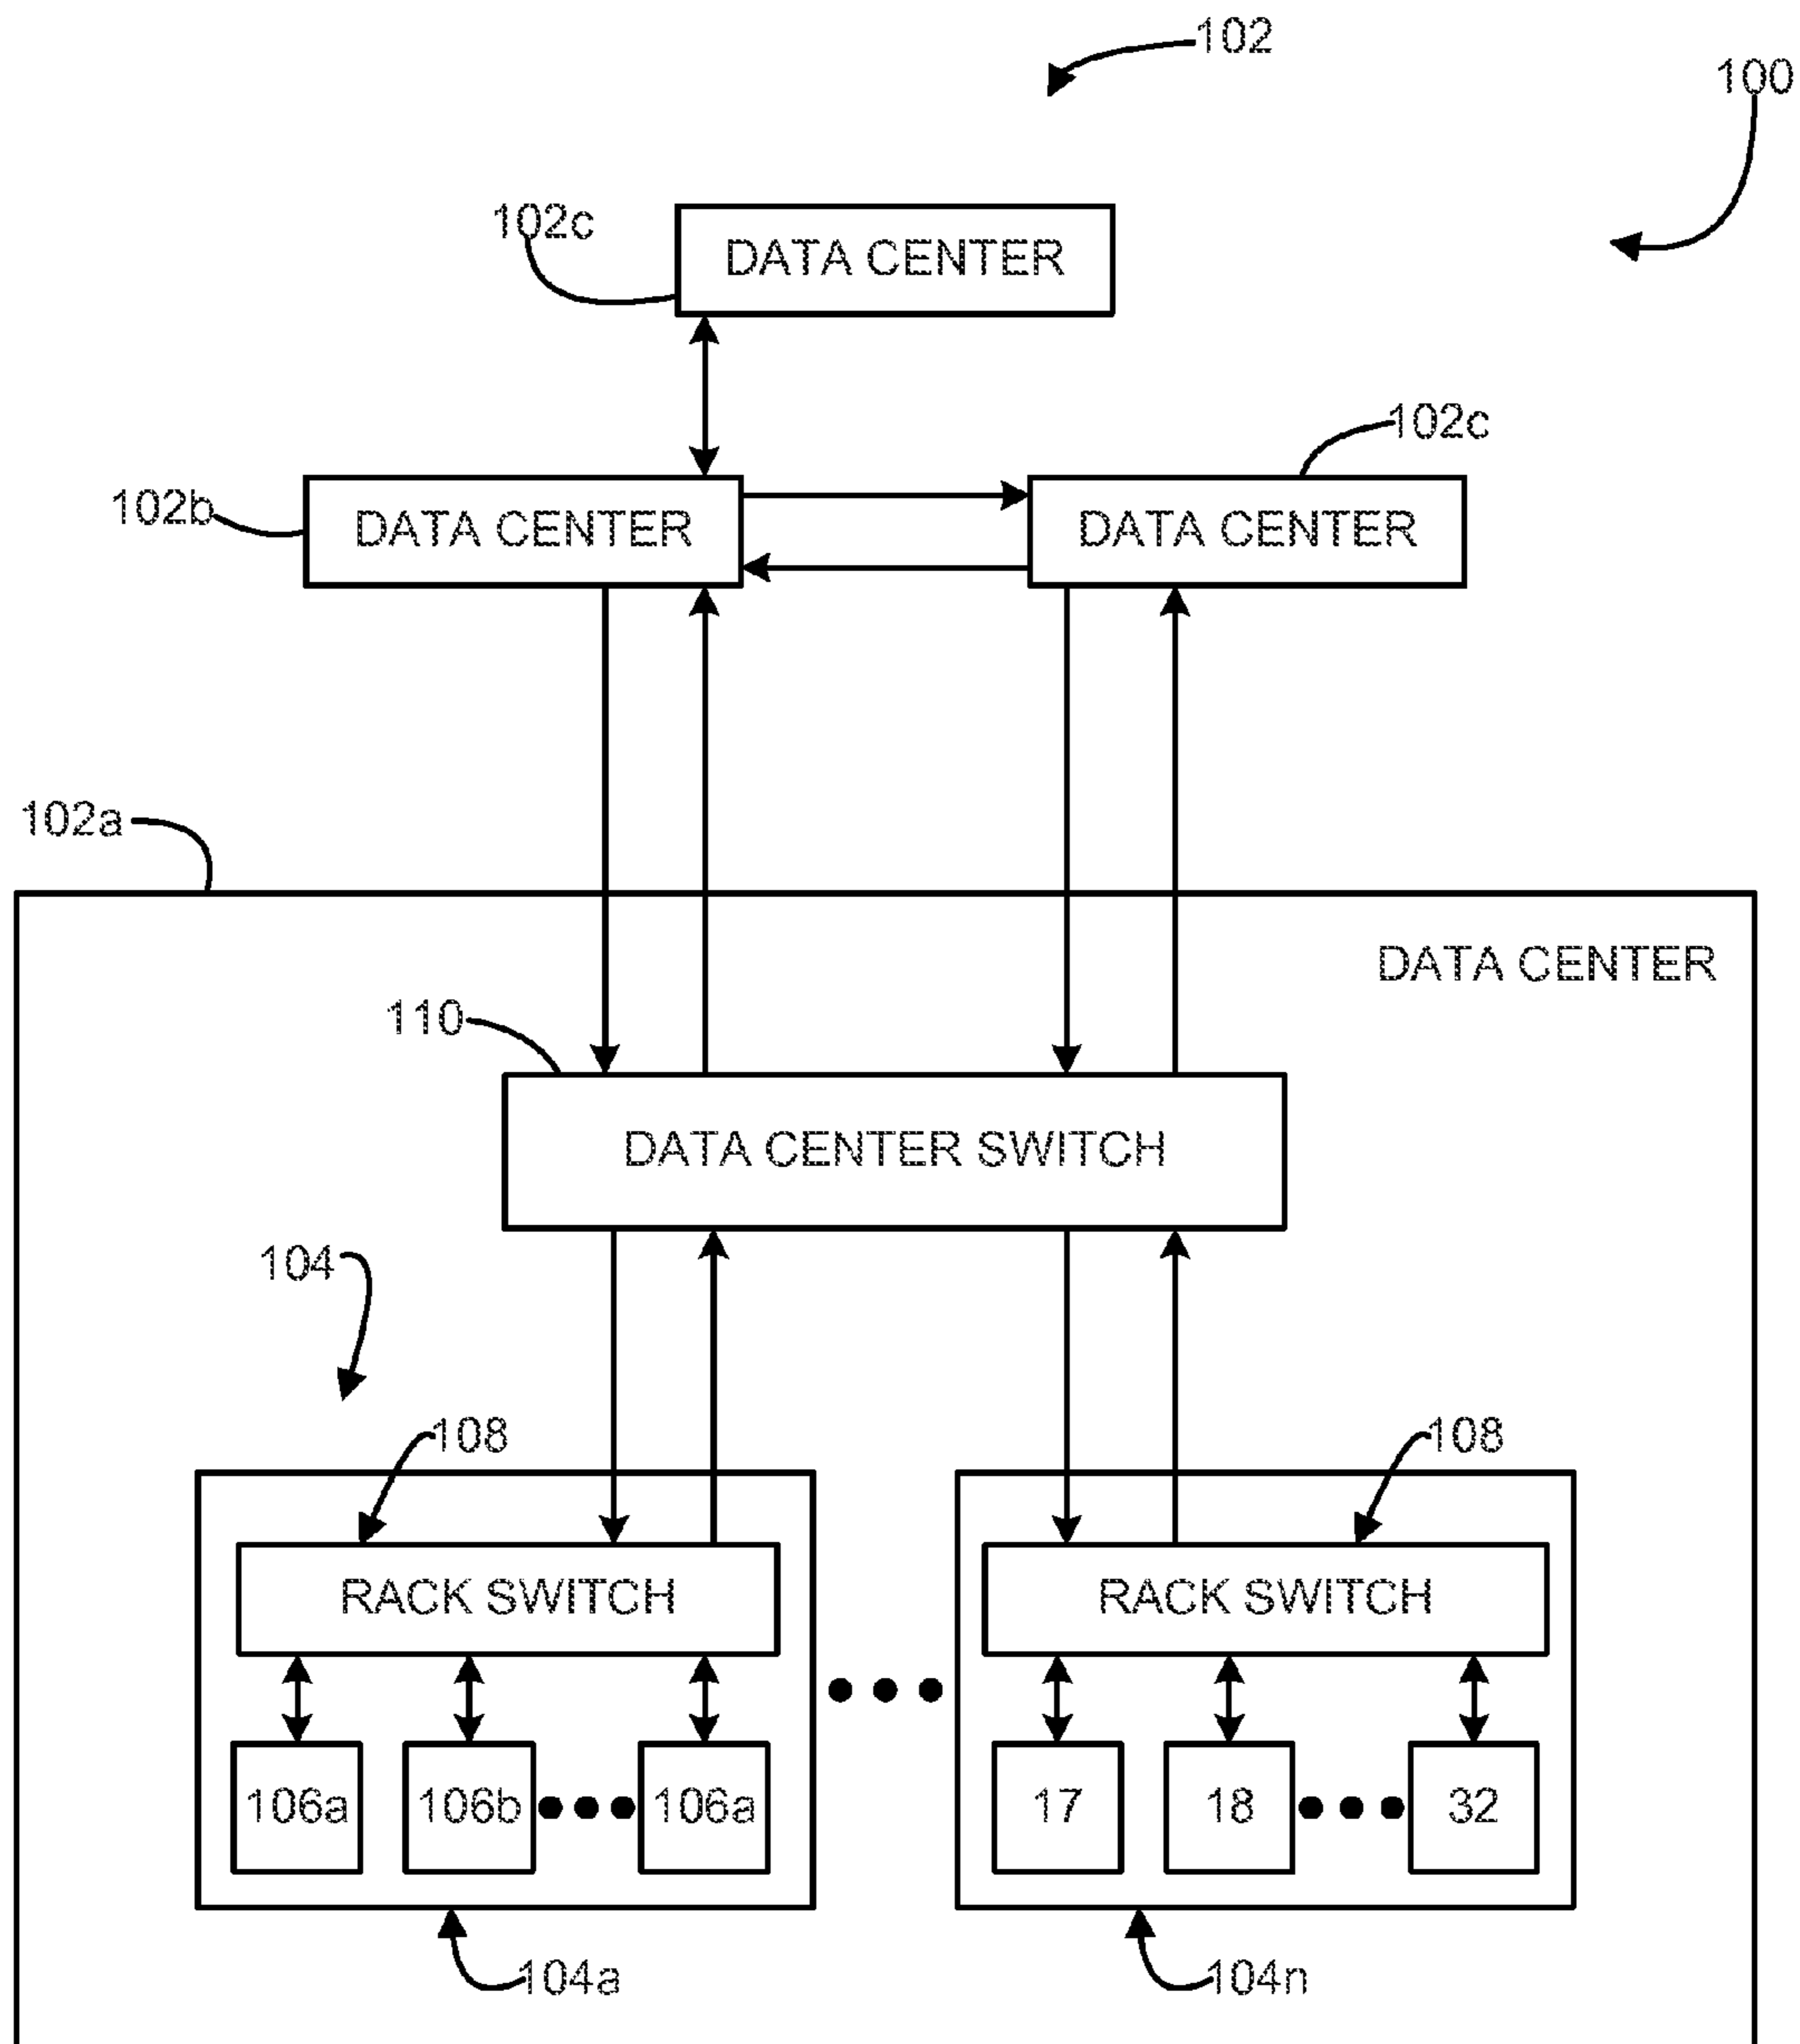 102
100
102c
DATA CENTER
102c
102b
DATA CENTER
DATA CENTER
102a
DATA CENTER
110
DATA CENTER SWITCH
104
108
108
RACK SWITCH
RACK SWITCH
106a
106b
106a
17
18
32
104a
104n